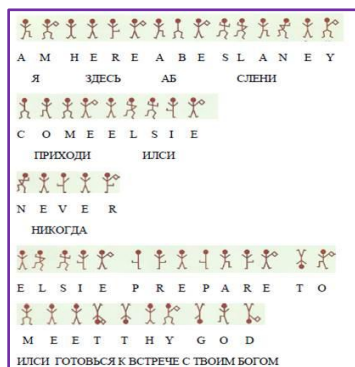 A M H E R E A B E S L A N E Y
Я ЗДЕСЬ АБ СЛЕНИ
C O M E E L S I E
ПРИХОДИ ИЛСИ
N E V E R
НИКОГДА
E L S I E P R E P A R E T O
M E E T T H Y G O D
ИЛСИ ГОТОВЬСЯ К ВСТРЕЧЕ С ТВОИМ БОГОМ